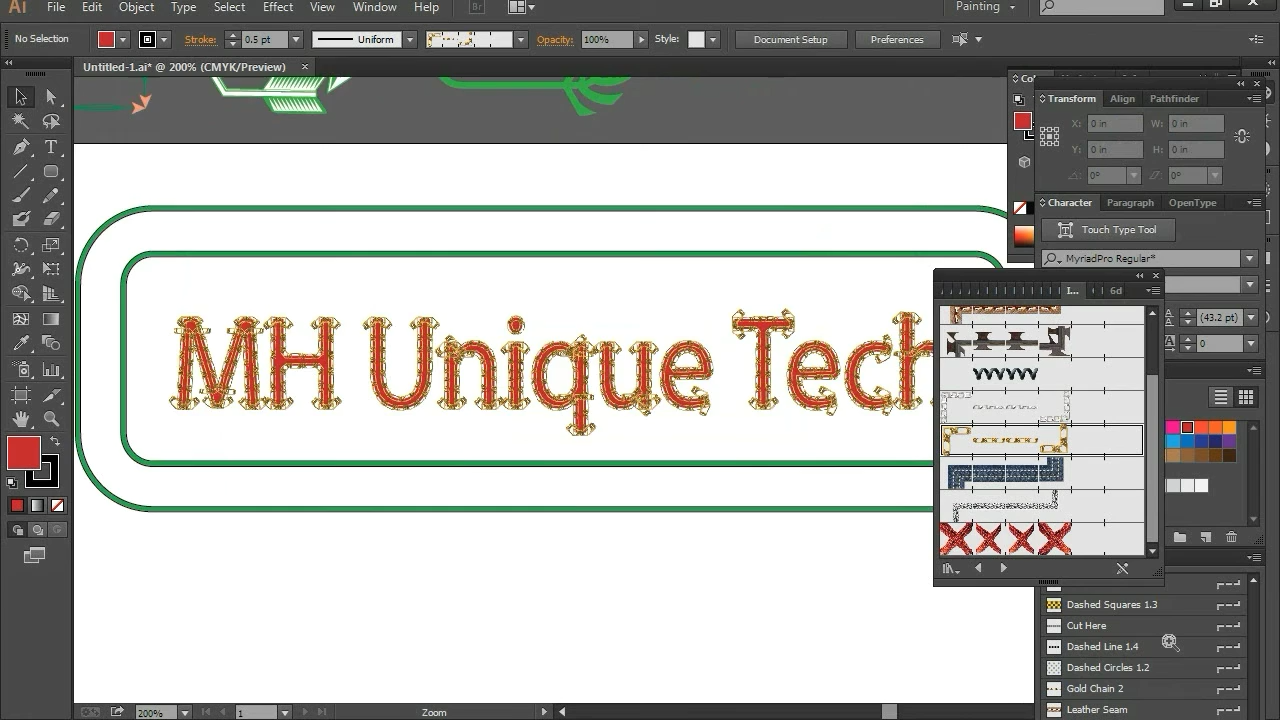 Ai File Edit Object Type Select Effect View Window Help Br Painting
No Selection Stroke: 0.5 pt Uniform Opacity: 100% Style: Document Setup Preferences
Untitled-1.ai* @ 200% (CMYK/Preview)
Transform Align Pathfinder
X: 0 in W: 0 in
Y: 0 in H: 0 in
0° 0°
Character Paragraph OpenType
Touch Type Tool
MyriadPro Regular*
I... 6d
(43.2 pt)
0
MH Unique Tech
Dashed Squares 1.3
Cut Here
Dashed Line 1.4
Dashed Circles 1.2
Gold Chain 2
Leather Seam
200% 1 Zoom